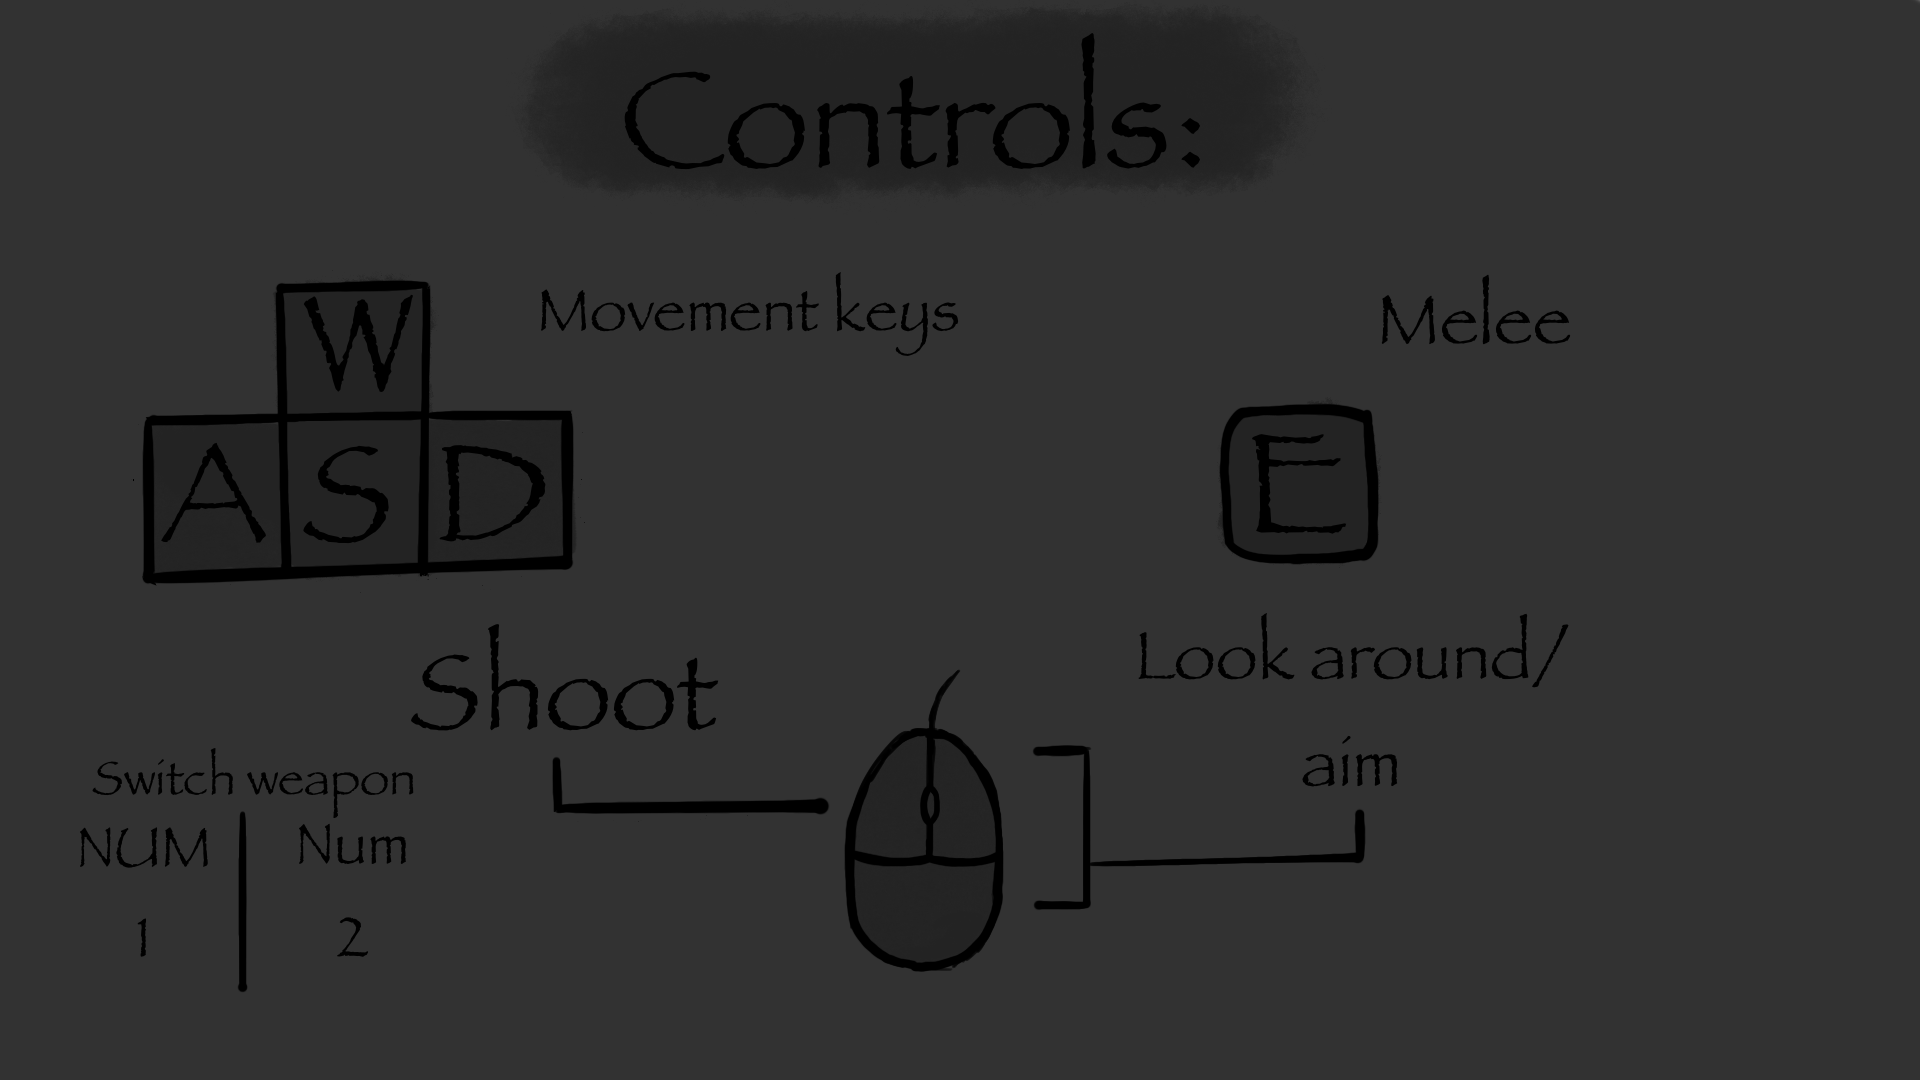 Controls:
Movement keys
W
A S D
Melee
E
Shoot
Look around/
aim
Switch weapon
NUM Num
1 2